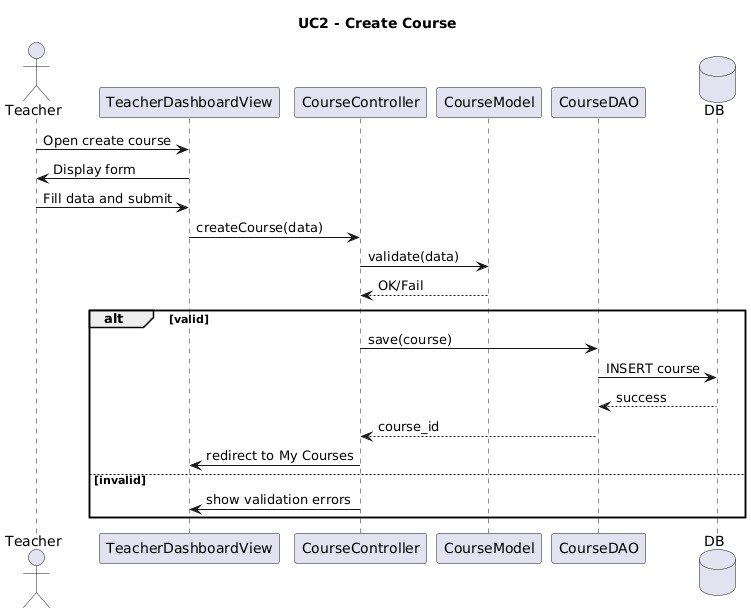 UC2 - Create Course
Teacher
TeacherDashboardView
CourseController
CourseModel
CourseDAO
DB
Open create course
Display form
Fill data and submit
createCourse(data)
validate(data)
OK/Fail
alt
[valid]
save(course)
INSERT course
success
course_id
redirect to My Courses
[invalid]
show validation errors
Teacher
TeacherDashboardView
CourseController
CourseModel
CourseDAO
DB